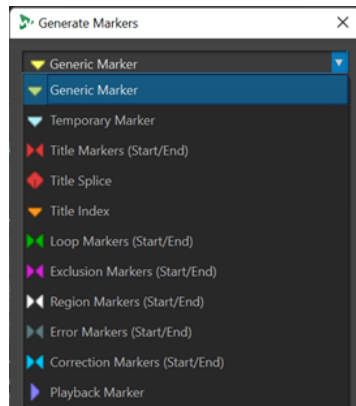 Generate Markers
Generic Marker
Generic Marker
Temporary Marker
Title Markers (Start/End)
Title Splice
Title Index
Loop Markers (Start/End)
Exclusion Markers (Start/End)
Region Markers (Start/End)
Error Markers (Start/End)
Correction Markers (Start/End)
Playback Marker